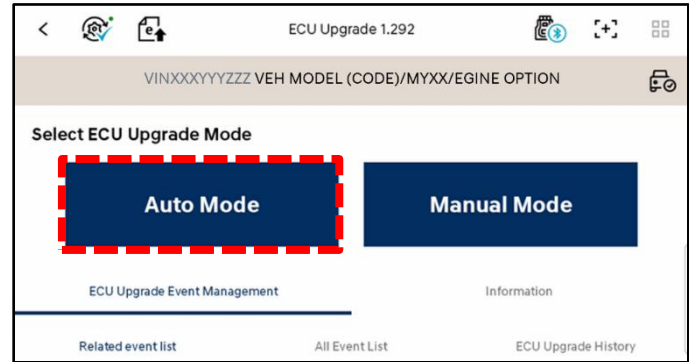 ECU Upgrade 1.292
VINXXXYYYZZZ VEH MODEL (CODE)/MYXX/EGINE OPTION
Select ECU Upgrade Mode
Auto Mode Manual Mode
ECU Upgrade Event Management Information
Related event list All Event List ECU Upgrade History